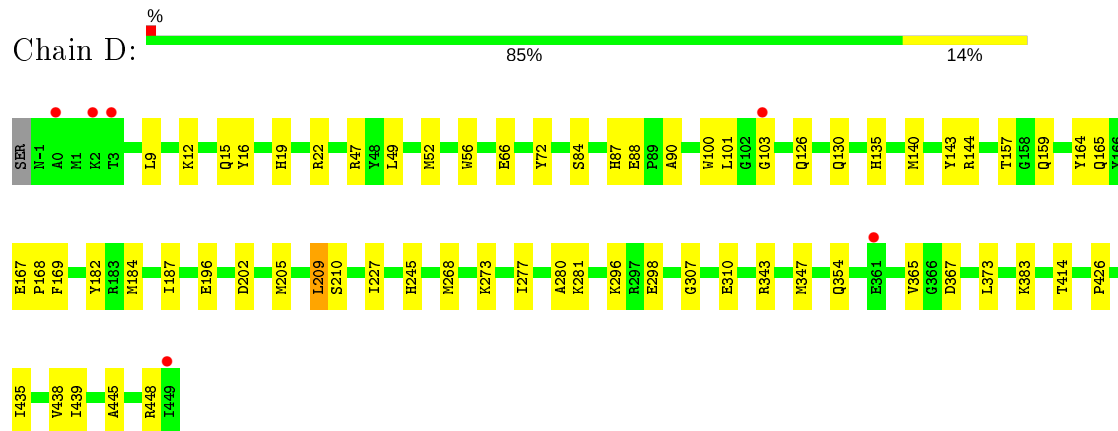 %
Chain D:
85% 14%
SER N-1 A0 M1 K2 T3 L9 K12 Q15 Y16 H19 R22 R47 Y48 L49 M52 W56 E66 Y72 S84 H87 E88 P89 A90 W100 L101 G102 G103 Q126 Q130 H135 M140 Y143 R144 T157 G158 Q159 Y164 Q165 Y166
E167 P168 F169 Y182 R183 M184 I187 E196 D202 M205 L209 S210 I227 H245 M268 K273 I277 A280 K281 K296 R297 E298 G307 E310 R343 M347 Q354 E361 V365 G366 D367 L373 K383 T414 P426
I435 V438 I439 A445 R448 I449